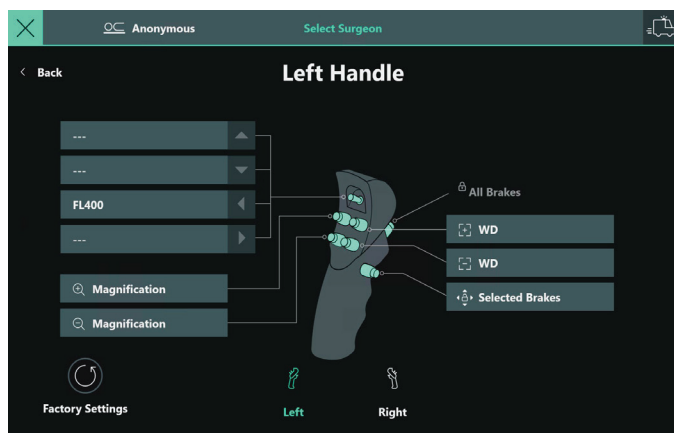 Anonymous
Select Surgeon
Back
Left Handle
---
---
FL400
---
Magnification
Magnification
All Brakes
WD
WD
Selected Brakes
Factory Settings
Left
Right